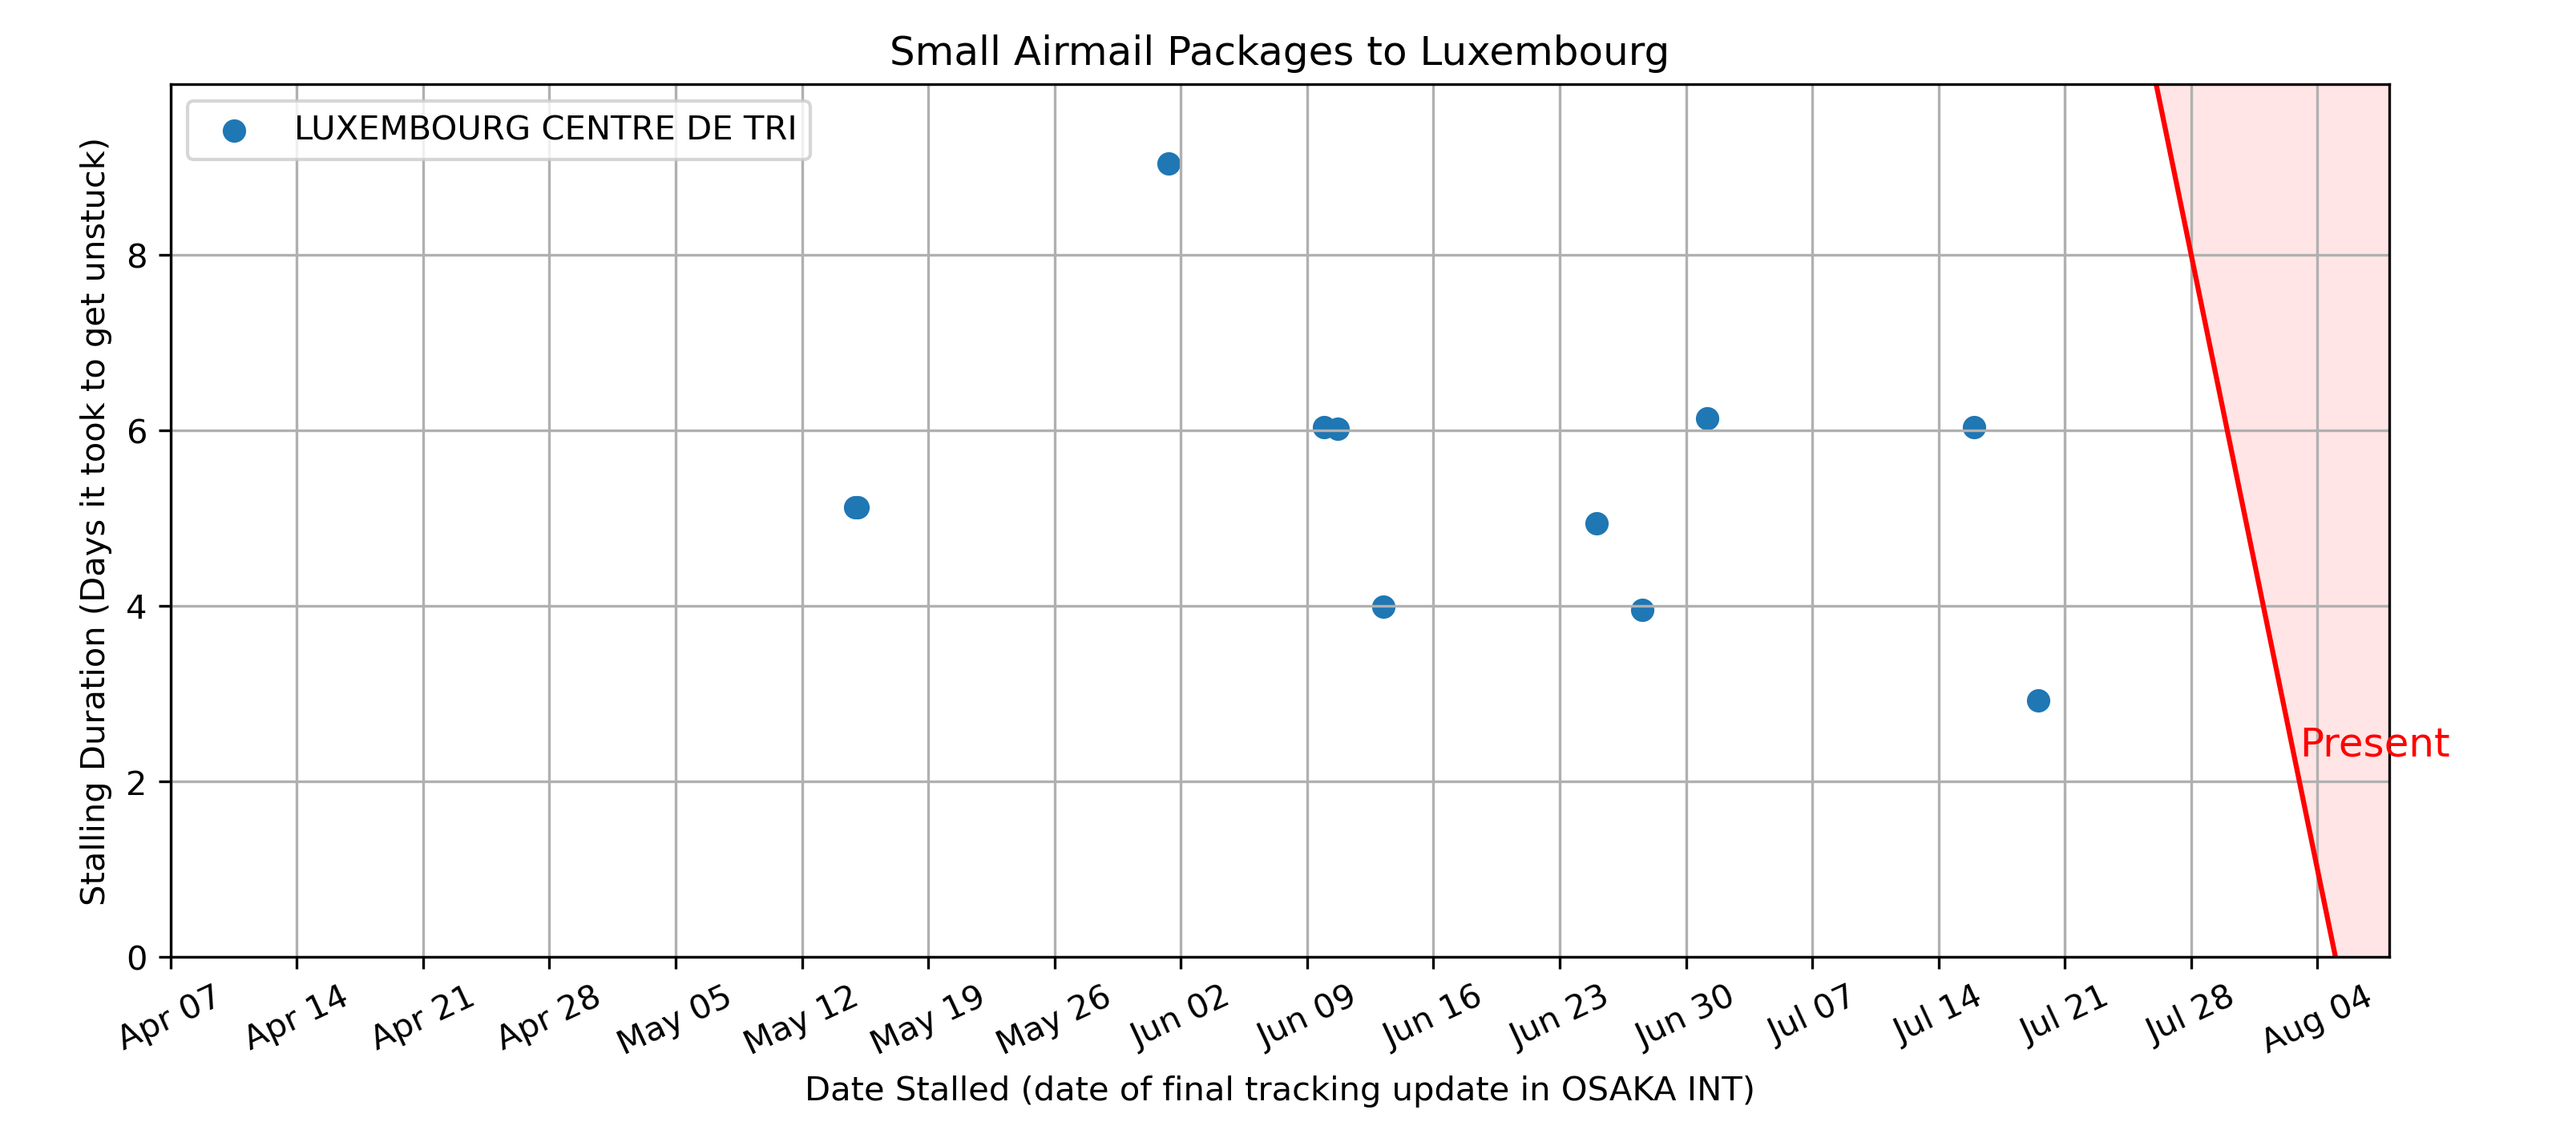 Small Airmail Packages to Luxembourg
LUXEMBOURG CENTRE DE TRI
Stalling Duration (Days it took to get unstuck)
8
6
4
2
0
Present
Apr 07
Apr 14
Apr 21
Apr 28
May 05
May 12
May 19
May 26
Jun 02
Jun 09
Jun 16
Jun 23
Jun 30
Jul 07
Jul 14
Jul 21
Jul 28
Aug 04
Date Stalled (date of final tracking update in OSAKA INT)